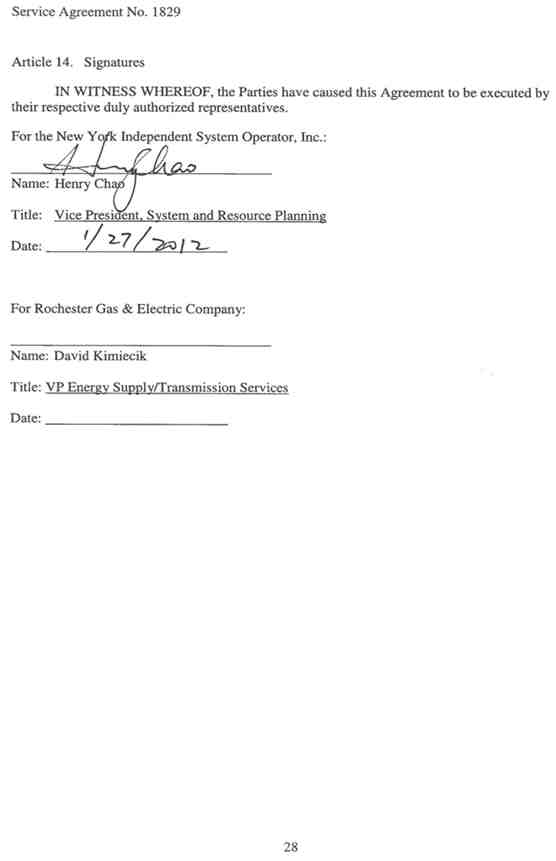 Service Agreement No. 1829
Article 14. Signatures
IN WITNESS WHEREOF, the Parties have caused this Agreement to be executed by
their respective duly authorized representatives.
For the New York Independent System Operator, Inc.:
Henry Chao
Name: Henry Chao
Title: Vice President, System and Resource Planning
Date: 1/27/2012
For Rochester Gas & Electric Company:
Name: David Kimiecik
Title: VP Energy Supply/Transmission Services
Date:
28